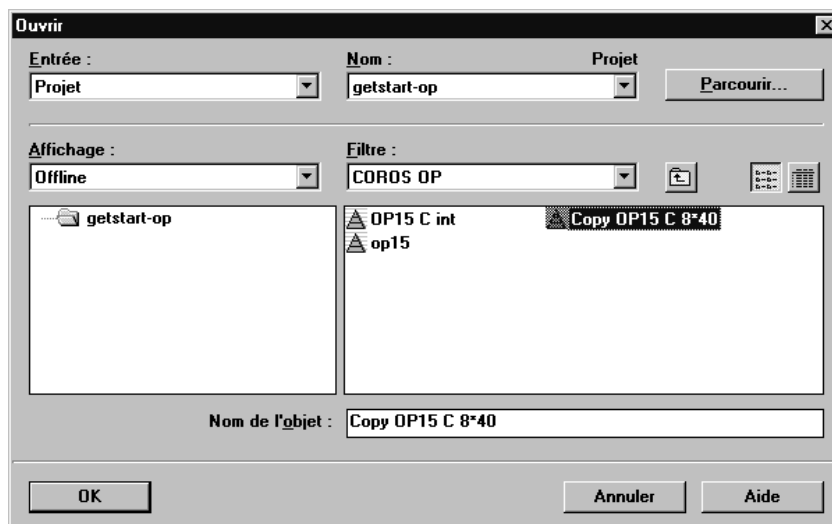 Ouvrir
Entrée :
Nom :
Projet
Projet
getstart-op
Parcourir...
Affichage :
Filtre :
Offline
COROS OP
getstart-op
OP15 C int
Copy OP15 C 8*40
op15
Nom de l'objet :
Copy OP15 C 8*40
OK
Annuler
Aide